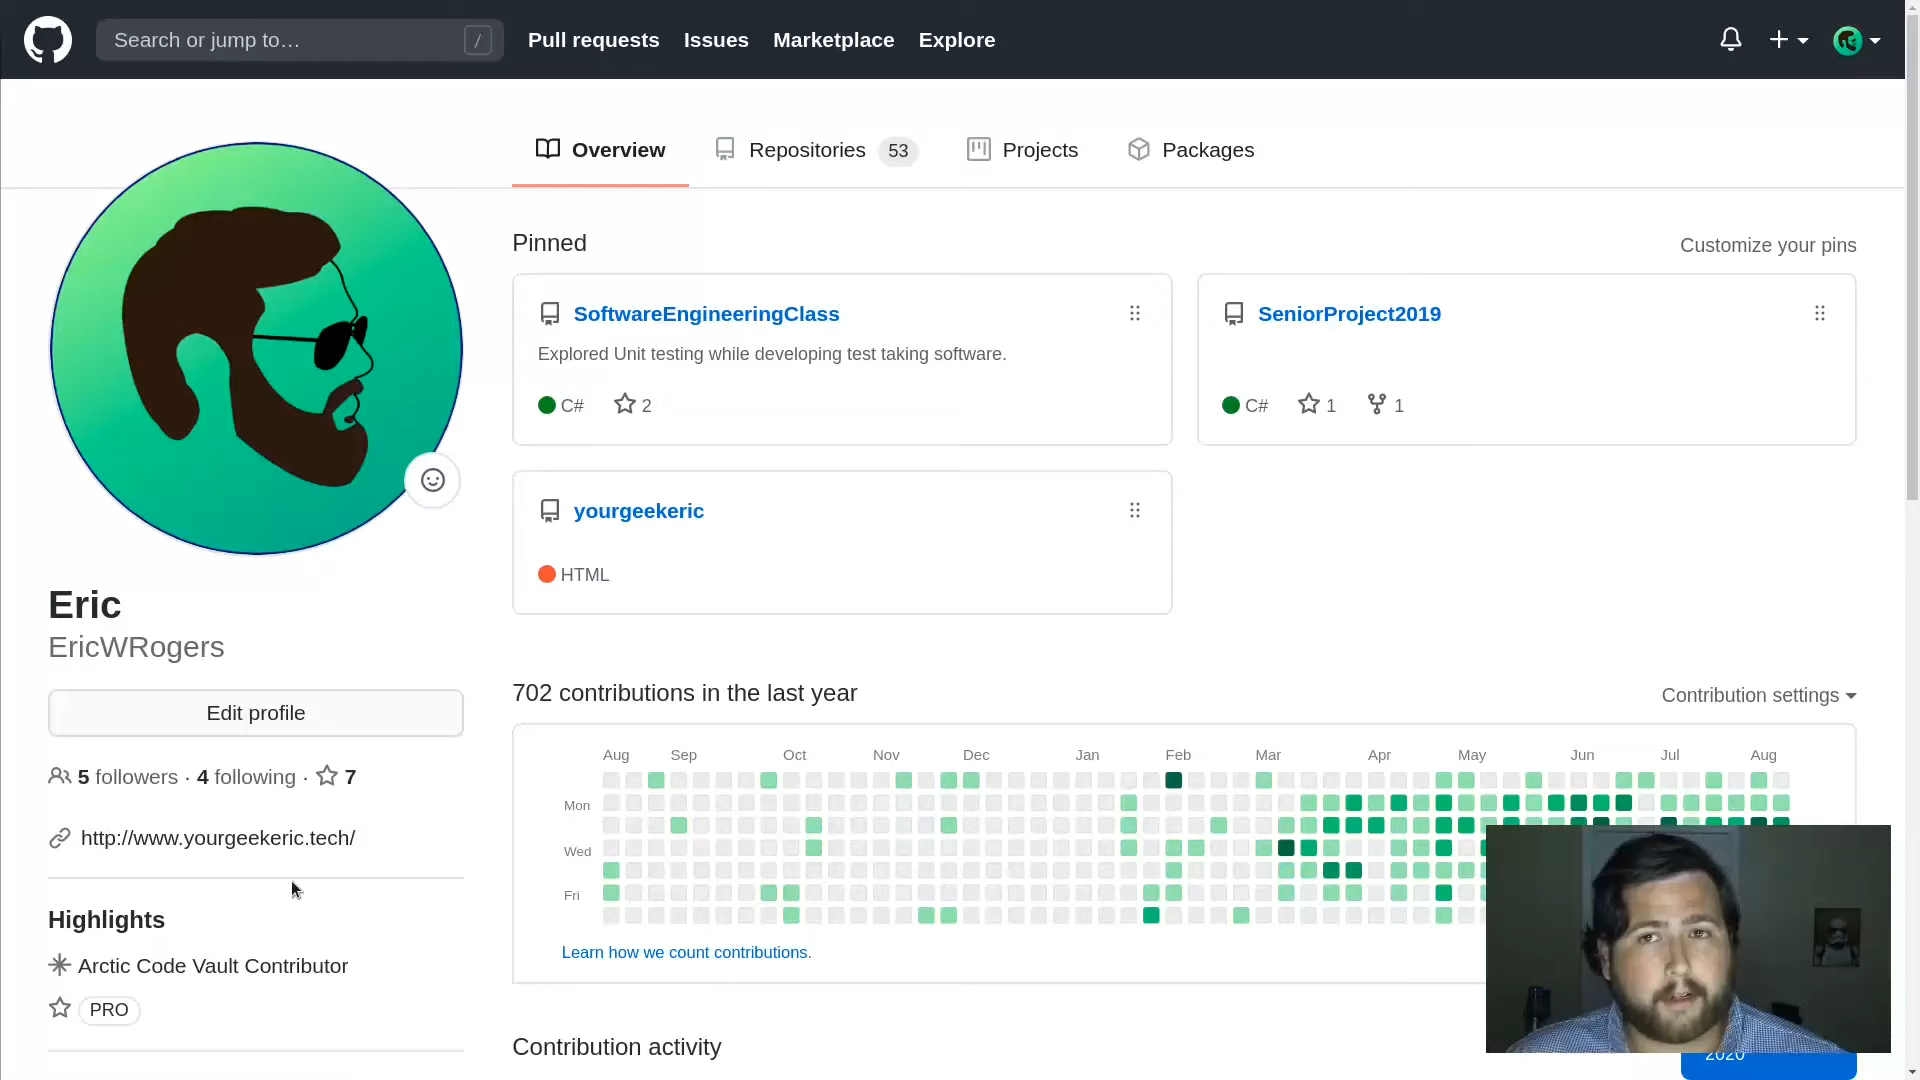 Search or jump to…
/
Pull requests
Issues
Marketplace
Explore
Overview
Repositories 53
Projects
Packages
Pinned
Customize your pins
SoftwareEngineeringClass
Explored Unit testing while developing test taking software.
C# 2
SeniorProject2019
C# 1 1
yourgeekeric
HTML
Eric
EricWRogers
Edit profile
5 followers · 4 following · 7
http://www.yourgeekeric.tech/
Highlights
Arctic Code Vault Contributor
PRO
702 contributions in the last year
Contribution settings
Aug Sep Oct Nov Dec Jan Feb Mar Apr May Jun Jul Aug
Mon
Wed
Fri
Learn how we count contributions.
Contribution activity
2020